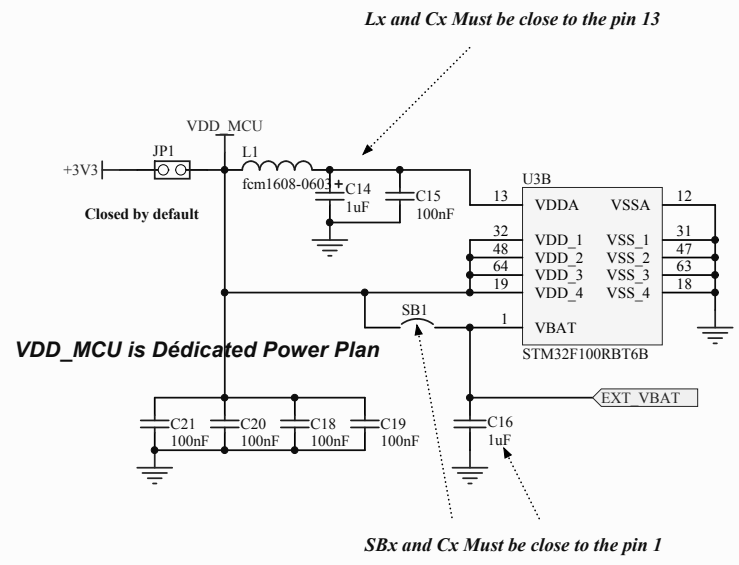 Lx and Cx Must be close to the pin 13
VDD_MCU
JP1
L1
+3V3
fcm1608-0603
+
C14
1uF
C15
100nF
Closed by default
U3B
13 VDDA VSSA 12
32 VDD_1 VSS_1 31
48 VDD_2 VSS_2 47
64 VDD_3 VSS_3 63
19 VDD_4 VSS_4 18
SB1
1 VBAT
STM32F100RBT6B
VDD_MCU is Dédicated Power Plan
EXT_VBAT
C21
100nF
C20
100nF
C18
100nF
C19
100nF
C16
1uF
SBx and Cx Must be close to the pin 1